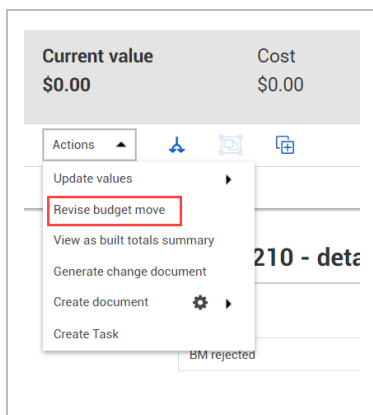 Current value Cost
$0.00 $0.00
Actions
Update values
Revise budget move
View as built totals summary
210 - deta
Generate change document
Create document
Create Task
BM rejected